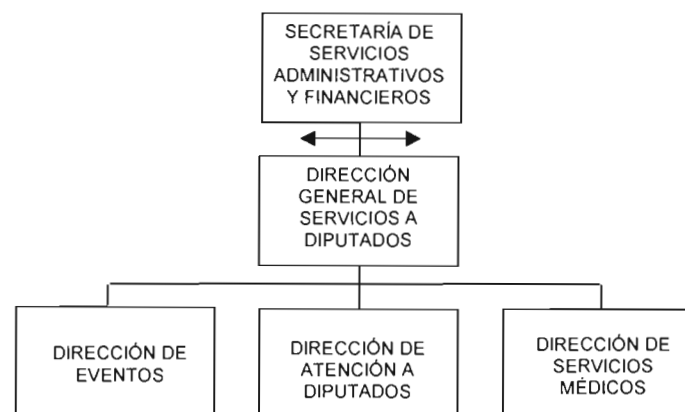 SECRETARÍA DE
SERVICIOS
ADMINISTRATIVOS
Y FINANCIEROS
DIRECCIÓN
GENERAL DE
SERVICIOS A
DIPUTADOS
DIRECCIÓN DE
EVENTOS
DIRECCIÓN DE
ATENCIÓN A
DIPUTADOS
DIRECCIÓN DE
SERVICIOS
MÉDICOS